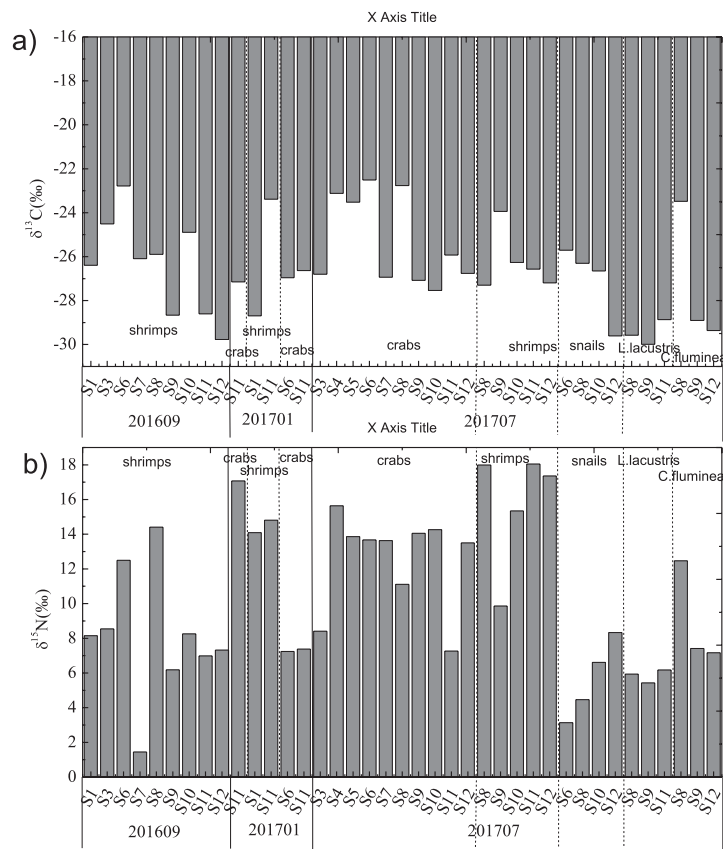 X Axis Title
a)
-16
-18
-20
-22
-24
-26
-28
-30
δ13C(‰)
shrimps
crabs
shrimps
crabs
crabs
shrimps
snails
L.lacustris
C.fluminea
S1 S3 S6 S7 S8 S9 S10 S11 S12 S11 S1 S11 S6 S11 S3 S4 S5 S6 S7 S8 S9 S10 S11 S12 S8 S9 S10 S11 S12 S6 S8 S10 S12 S8 S9 S11 S8 S9 S12
201609 201701 201707
X Axis Title
b)
18
16
14
12
10
8
6
4
2
0
δ15N(‰)
shrimps
crabs
shrimps
crabs
crabs
shrimps
snails
L.lacustris
C.fluminea
S1 S3 S6 S7 S8 S9 S10 S11 S12 S11 S1 S11 S6 S11 S3 S4 S5 S6 S7 S8 S9 S10 S11 S12 S8 S9 S10 S11 S12 S6 S8 S10 S12 S8 S9 S11 S8 S9 S12
201609 201701 201707